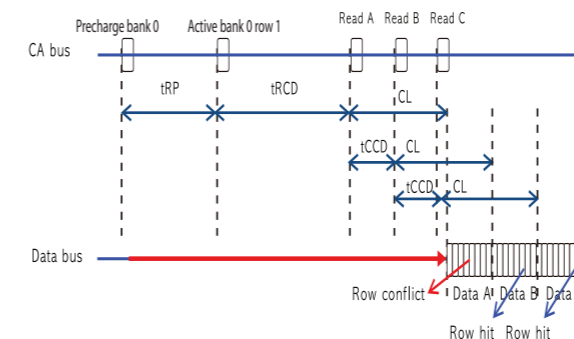 Precharge bank 0
Active bank 0 row 1
Read A
Read B
Read C
CA bus
tRP
tRCD
CL
tCCD
CL
tCCD
CL
Data bus
Row conflict
Data A
Data B
Data
Row hit
Row hit